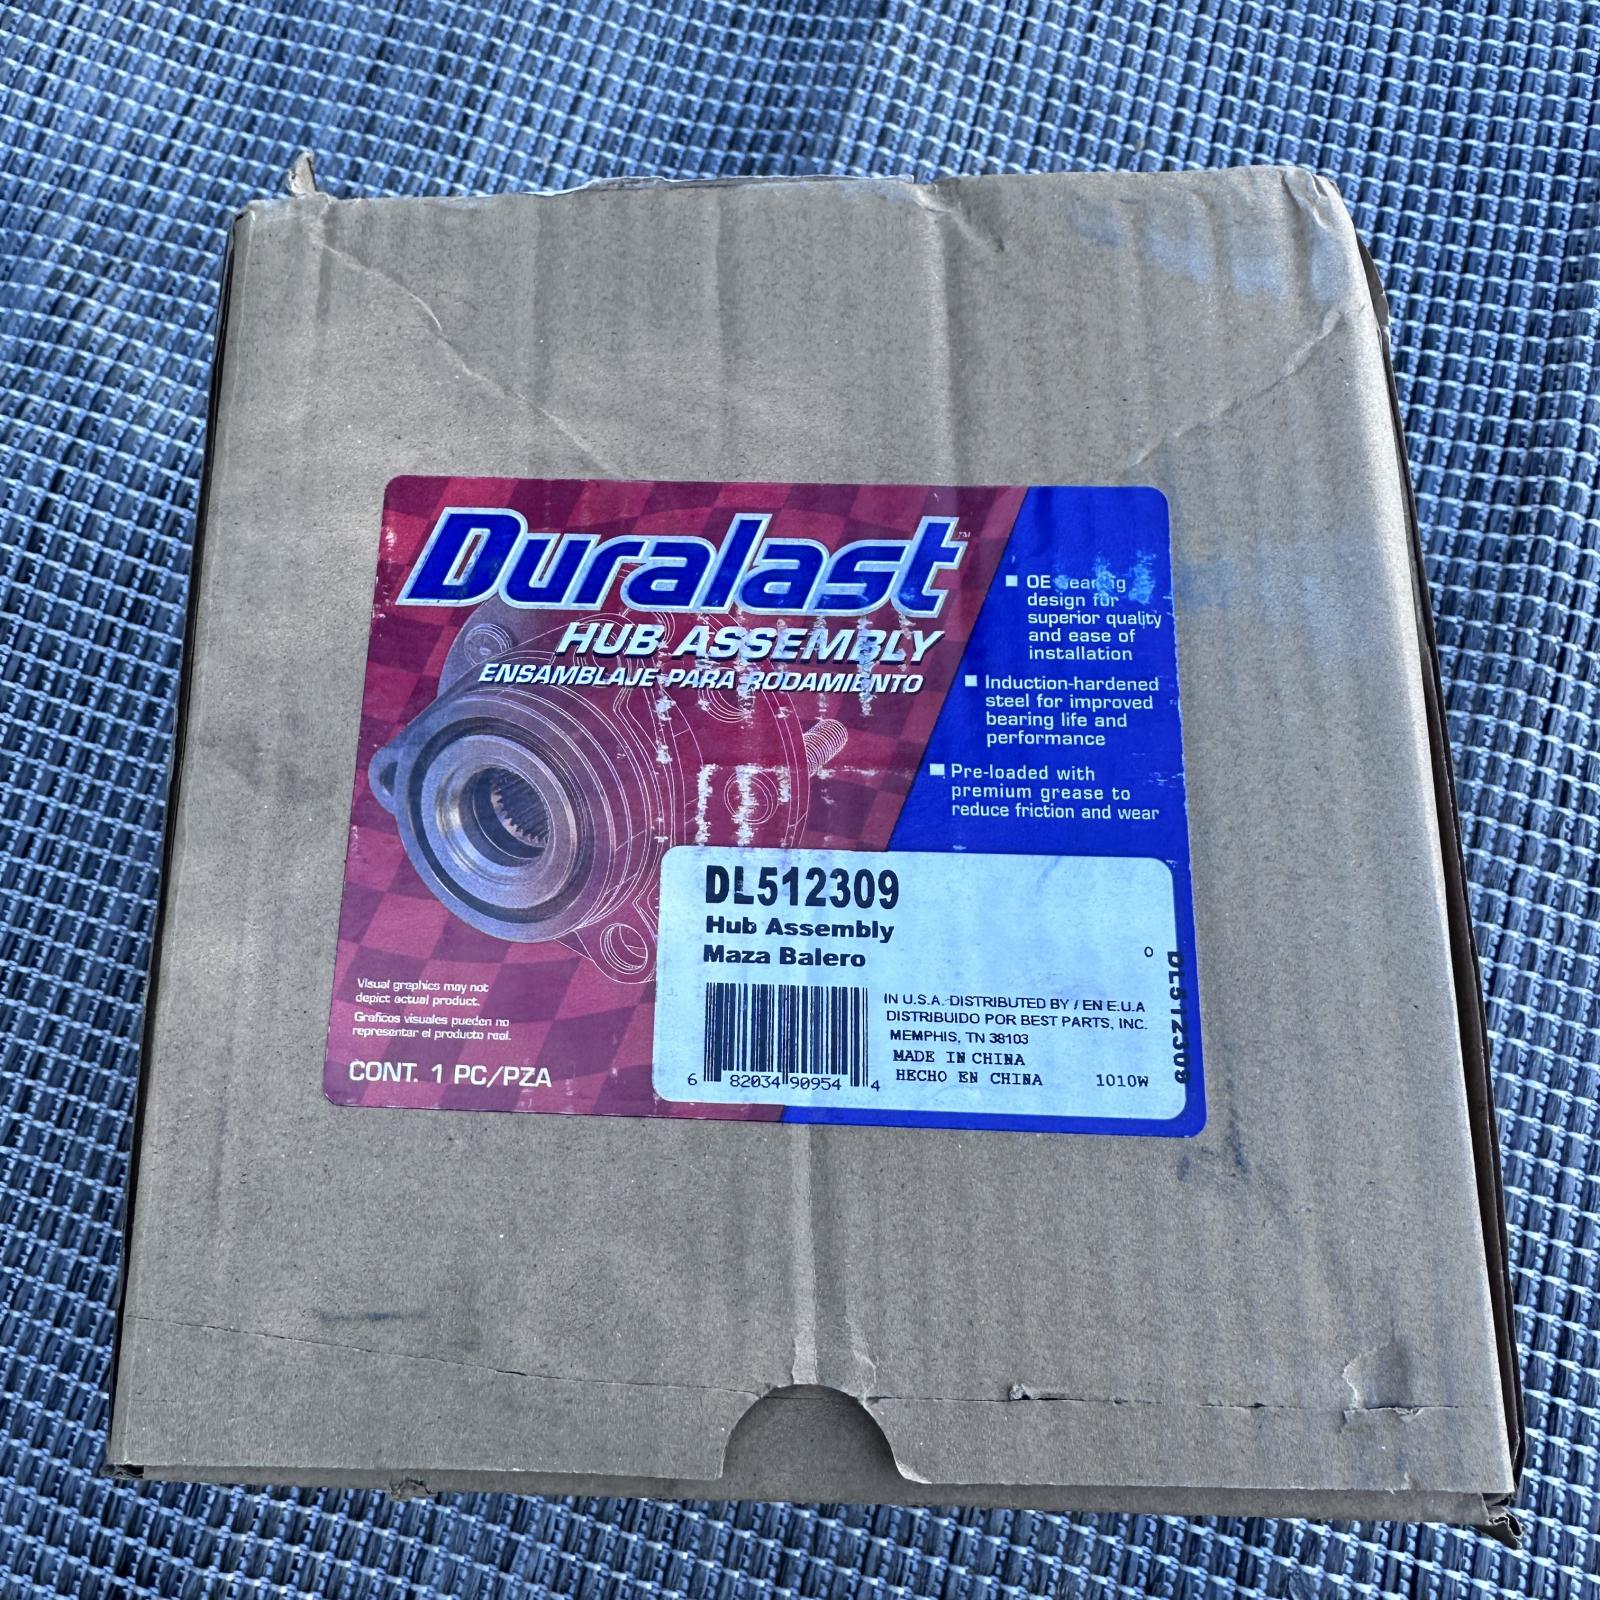 Duralast™
HUB ASSEMBLY
ENSAMBLAJE PARA RODAMIENTO
OE Bearing
design for
superior quality
and ease of
installation
Induction-hardened
steel for improved
bearing life and
performance
Pre-loaded with
premium grease to
reduce friction and wear
DL512309
Hub Assembly
Maza Balero
0
DL512309
IN U.S.A. DISTRIBUTED BY / EN E.U.A
DISTRIBUIDO POR BEST PARTS, INC.
MEMPHIS, TN 38103
MADE IN CHINA
HECHO EN CHINA 1010W
6 82034 90954 4
Visual graphics may not
depict actual product.
Graficos visuales pueden no
representar el producto real.
CONT. 1 PC/PZA